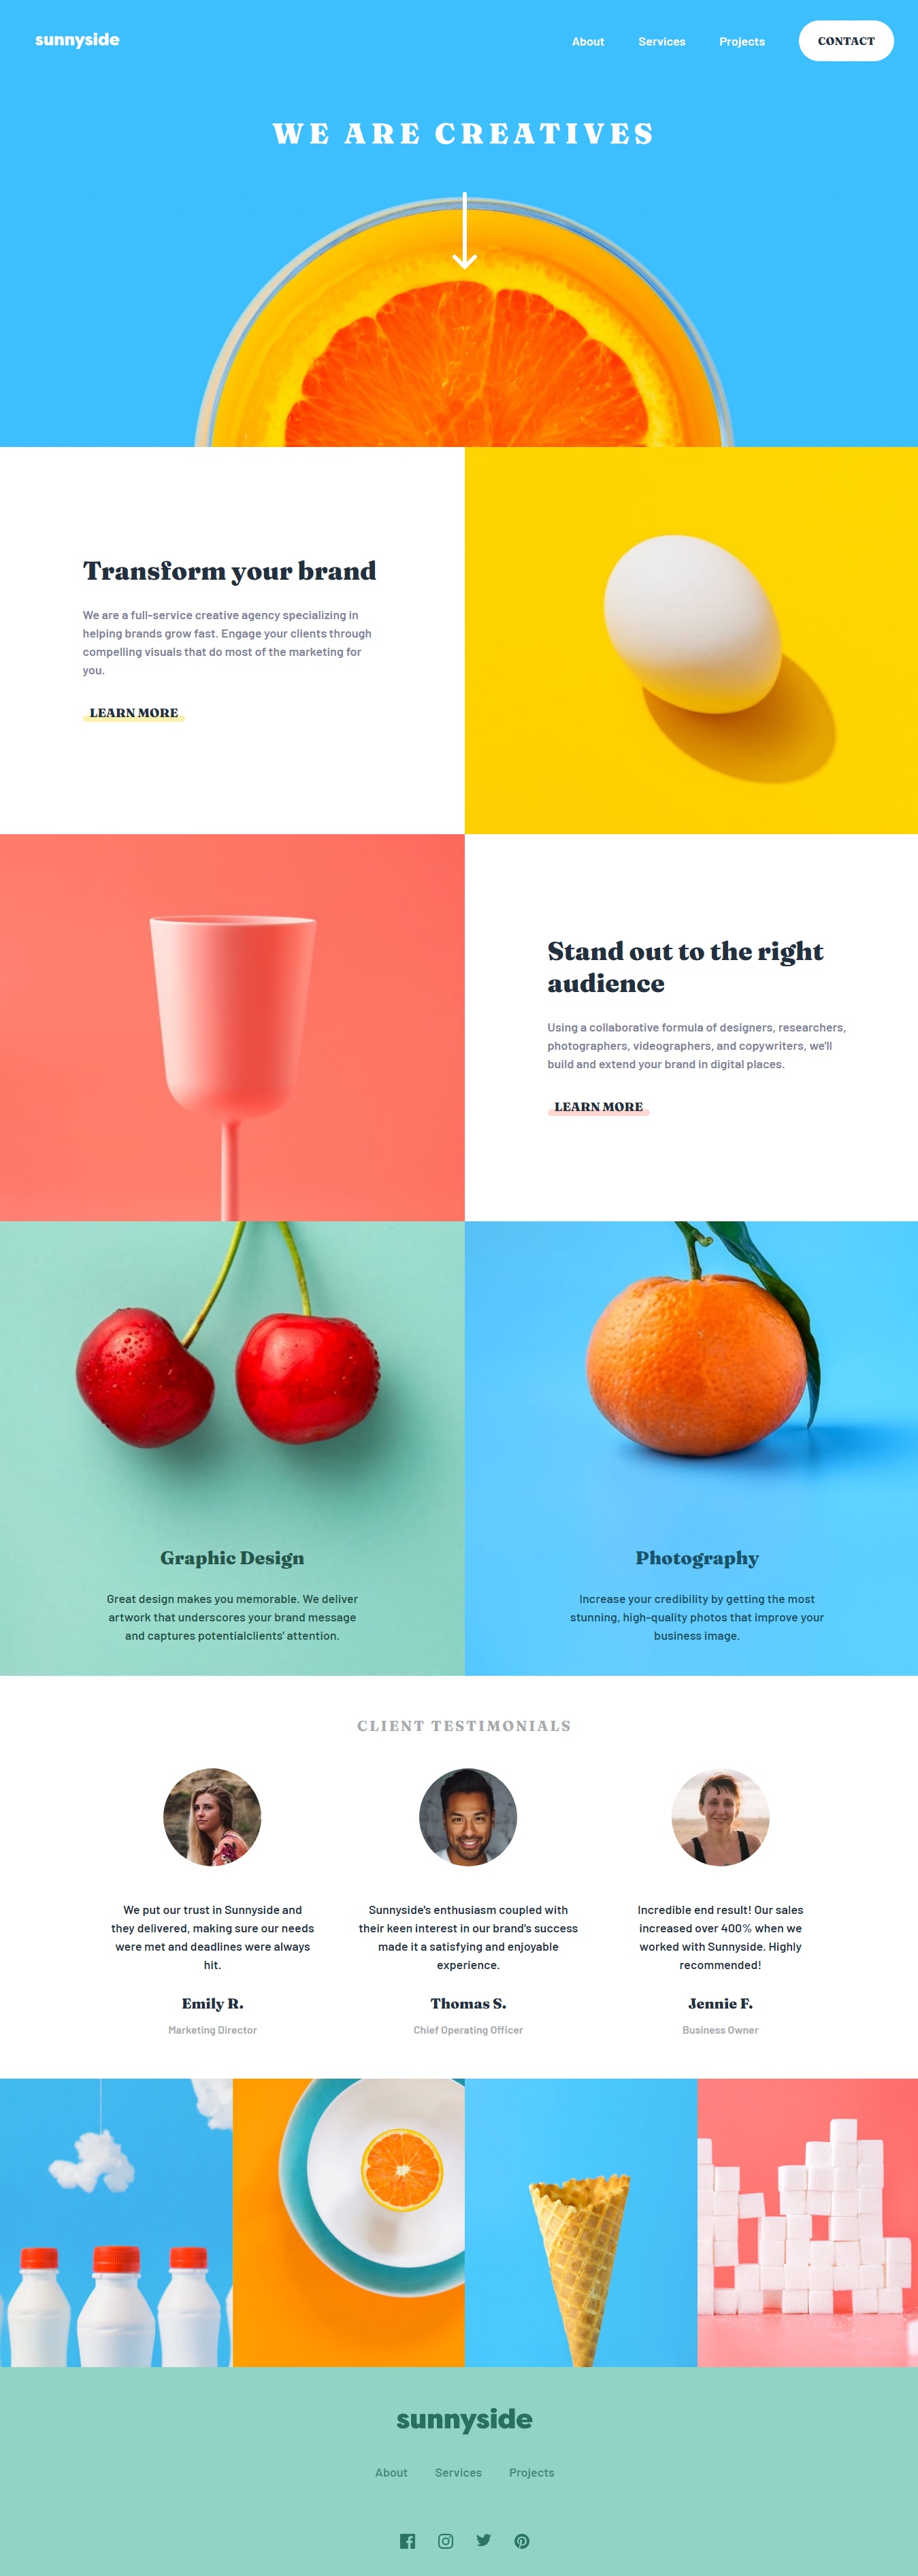 sunnyside
About Services Projects CONTACT
WE ARE CREATIVES
Transform your brand
We are a full-service creative agency specializing in
helping brands grow fast. Engage your clients through
compelling visuals that do most of the marketing for
you.
LEARN MORE
Stand out to the right
audience
Using a collaborative formula of designers, researchers,
photographers, videographers, and copywriters, we'll
build and extend your brand in digital places.
LEARN MORE
Graphic Design
Great design makes you memorable. We deliver
artwork that underscores your brand message
and captures potentialclients' attention.
Photography
Increase your credibility by getting the most
stunning, high-quality photos that improve your
business image.
CLIENT TESTIMONIALS
We put our trust in Sunnyside and
they delivered, making sure our needs
were met and deadlines were always
hit.
Emily R.
Marketing Director
Sunnyside's enthusiasm coupled with
their keen interest in our brand's success
made it a satisfying and enjoyable
experience.
Thomas S.
Chief Operating Officer
Incredible end result! Our sales
increased over 400% when we
worked with Sunnyside. Highly
recommended!
Jennie F.
Business Owner
sunnyside
About Services Projects